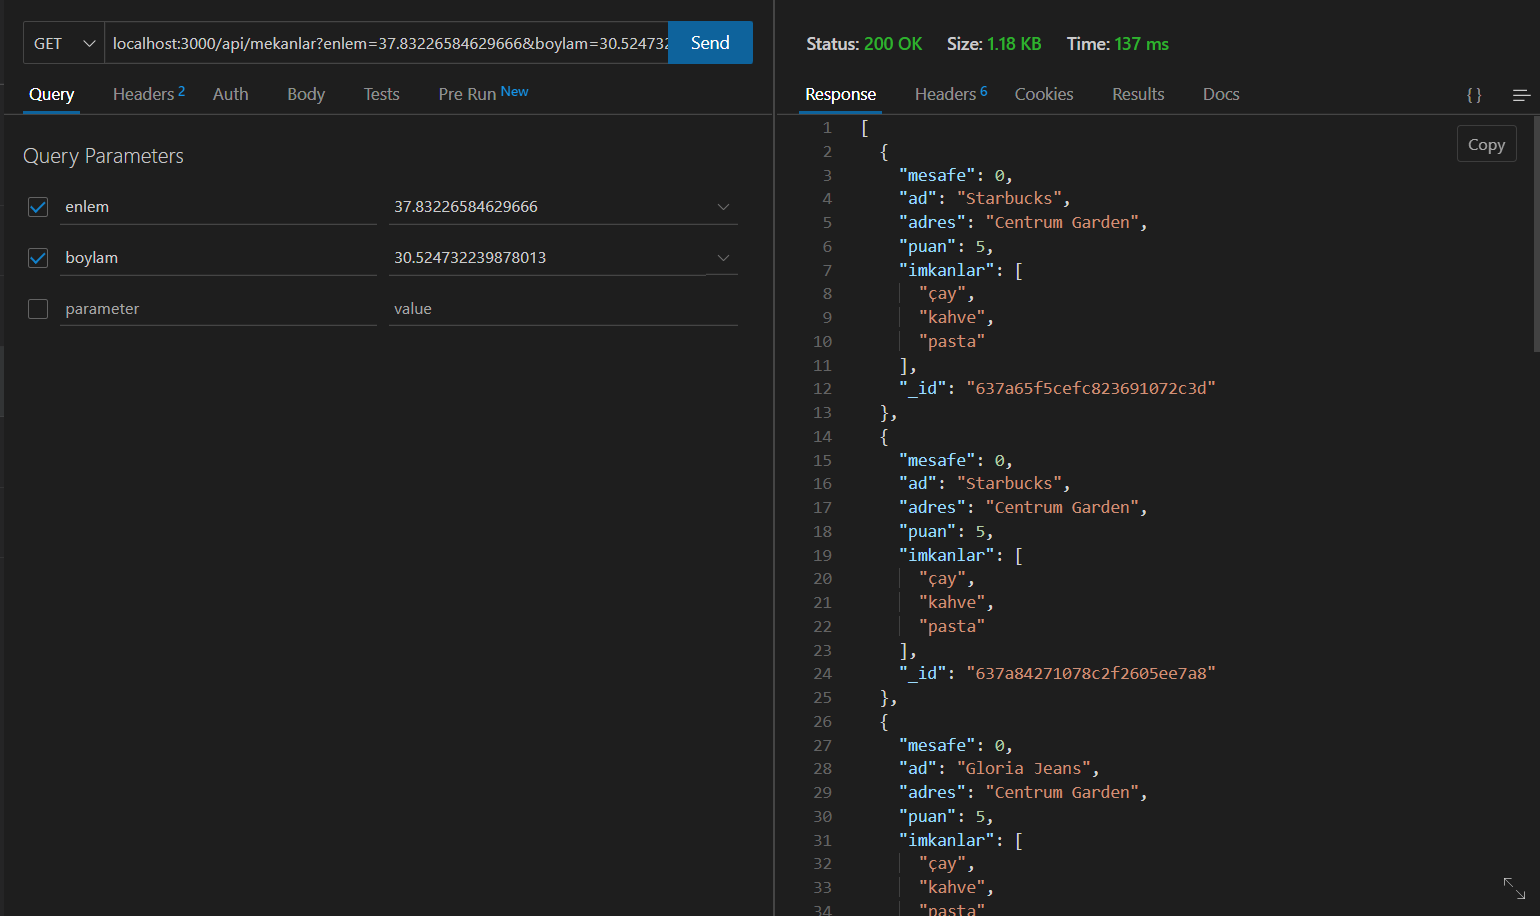 GET localhost:3000/api/mekanlar?enlem=37.83226584629666&boylam=30.524732 Send
Query Headers 2 Auth Body Tests Pre Run New
Query Parameters
enlem 37.83226584629666
boylam 30.524732239878013
parameter value
Status: 200 OK Size: 1.18 KB Time: 137 ms
Response Headers 6 Cookies Results Docs { }
Copy
1 [
2 {
3 "mesafe": 0,
4 "ad": "Starbucks",
5 "adres": "Centrum Garden",
6 "puan": 5,
7 "imkanlar": [
8 "çay",
9 "kahve",
10 "pasta"
11 ],
12 "_id": "637a65f5cefc823691072c3d"
13 },
14 {
15 "mesafe": 0,
16 "ad": "Starbucks",
17 "adres": "Centrum Garden",
18 "puan": 5,
19 "imkanlar": [
20 "çay",
21 "kahve",
22 "pasta"
23 ],
24 "_id": "637a84271078c2f2605ee7a8"
25 },
26 {
27 "mesafe": 0,
28 "ad": "Gloria Jeans",
29 "adres": "Centrum Garden",
30 "puan": 5,
31 "imkanlar": [
32 "çay",
33 "kahve",
34 "pasta"